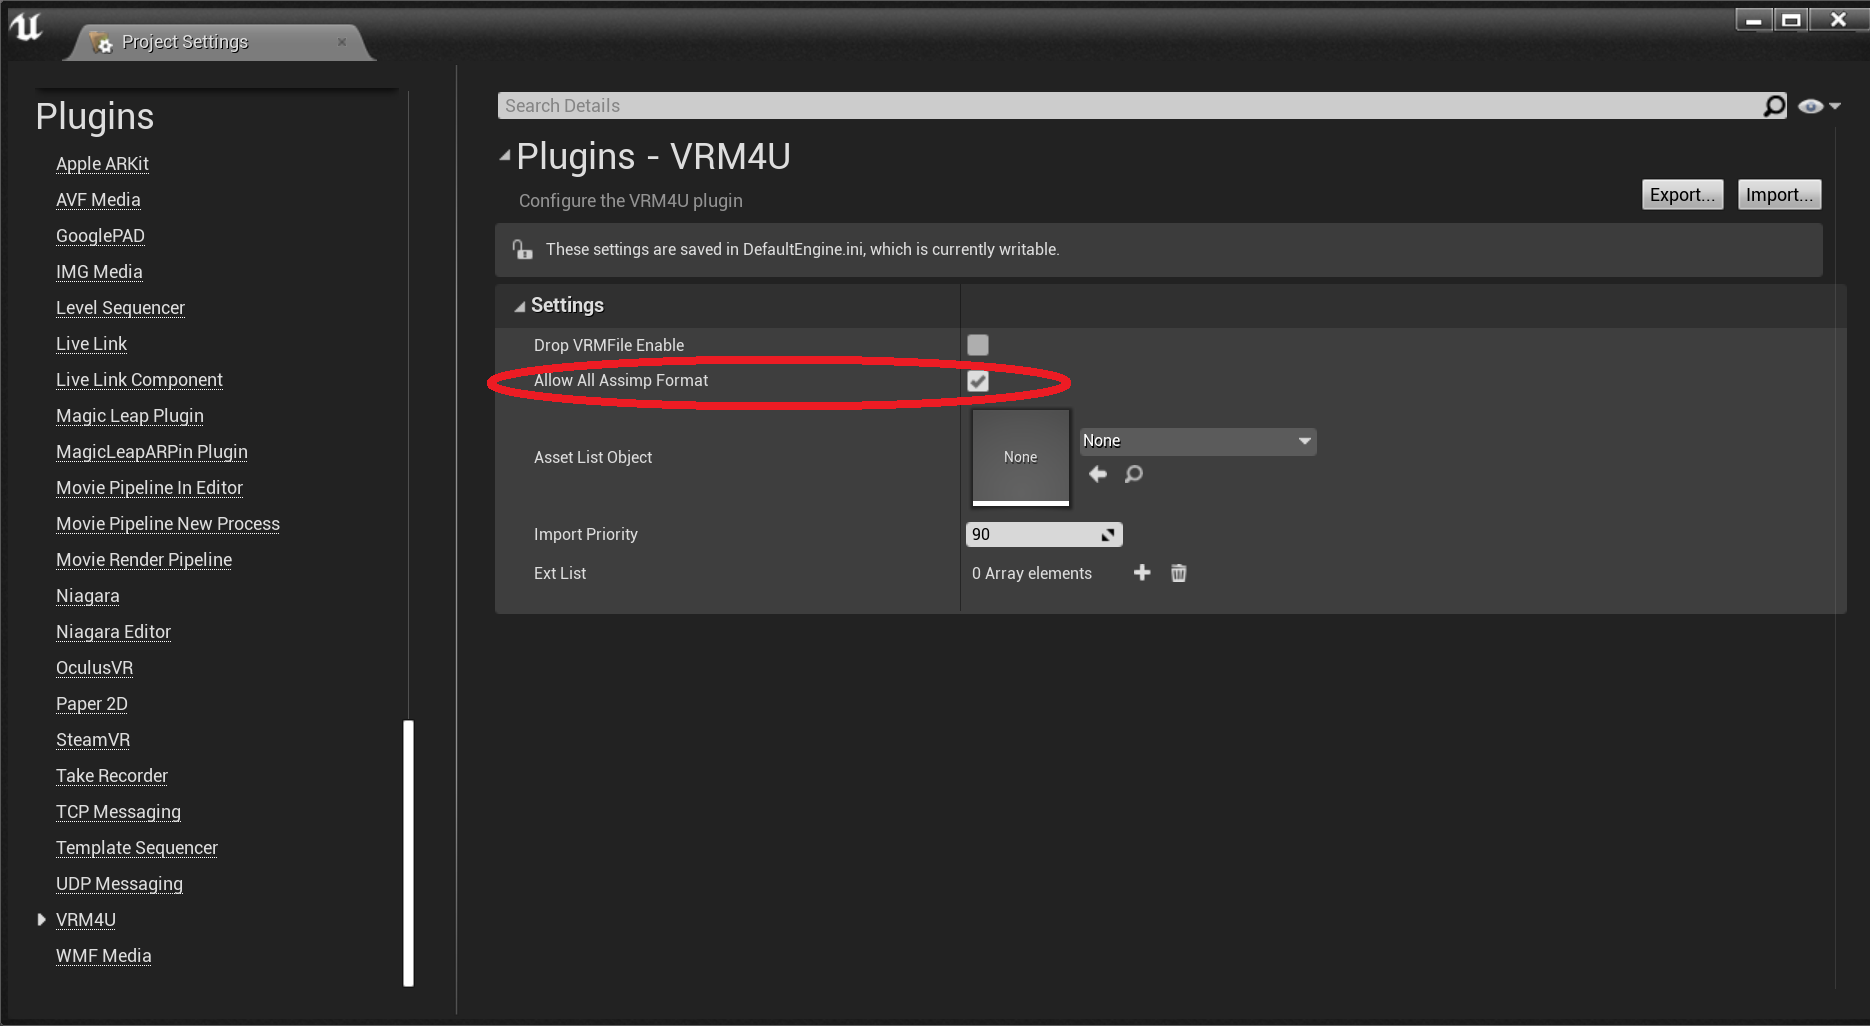 Project Settings
Plugins
Apple ARKit
AVF Media
GooglePAD
IMG Media
Level Sequencer
Live Link
Live Link Component
Magic Leap Plugin
MagicLeapARPin Plugin
Movie Pipeline In Editor
Movie Pipeline New Process
Movie Render Pipeline
Niagara
Niagara Editor
OculusVR
Paper 2D
SteamVR
Take Recorder
TCP Messaging
Template Sequencer
UDP Messaging
VRM4U
WMF Media
Search Details
Plugins - VRM4U
Configure the VRM4U plugin
Export...
Import...
These settings are saved in DefaultEngine.ini, which is currently writable.
Settings
Drop VRMFile Enable
Allow All Assimp Format
Asset List Object
None
None
Import Priority
90
Ext List
0 Array elements